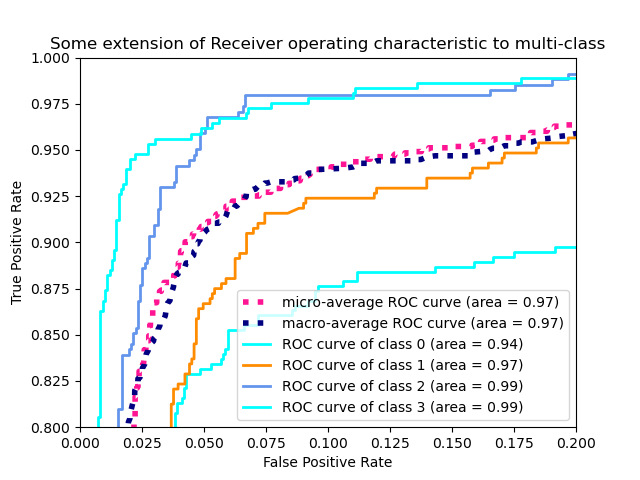 Some extension of Receiver operating characteristic to multi-class
True Positive Rate
1.000
0.975
0.950
0.925
0.900
0.875
0.850
0.825
0.800
micro-average ROC curve (area = 0.97)
macro-average ROC curve (area = 0.97)
ROC curve of class 0 (area = 0.94)
ROC curve of class 1 (area = 0.97)
ROC curve of class 2 (area = 0.99)
ROC curve of class 3 (area = 0.99)
0.000 0.025 0.050 0.075 0.100 0.125 0.150 0.175 0.200
False Positive Rate